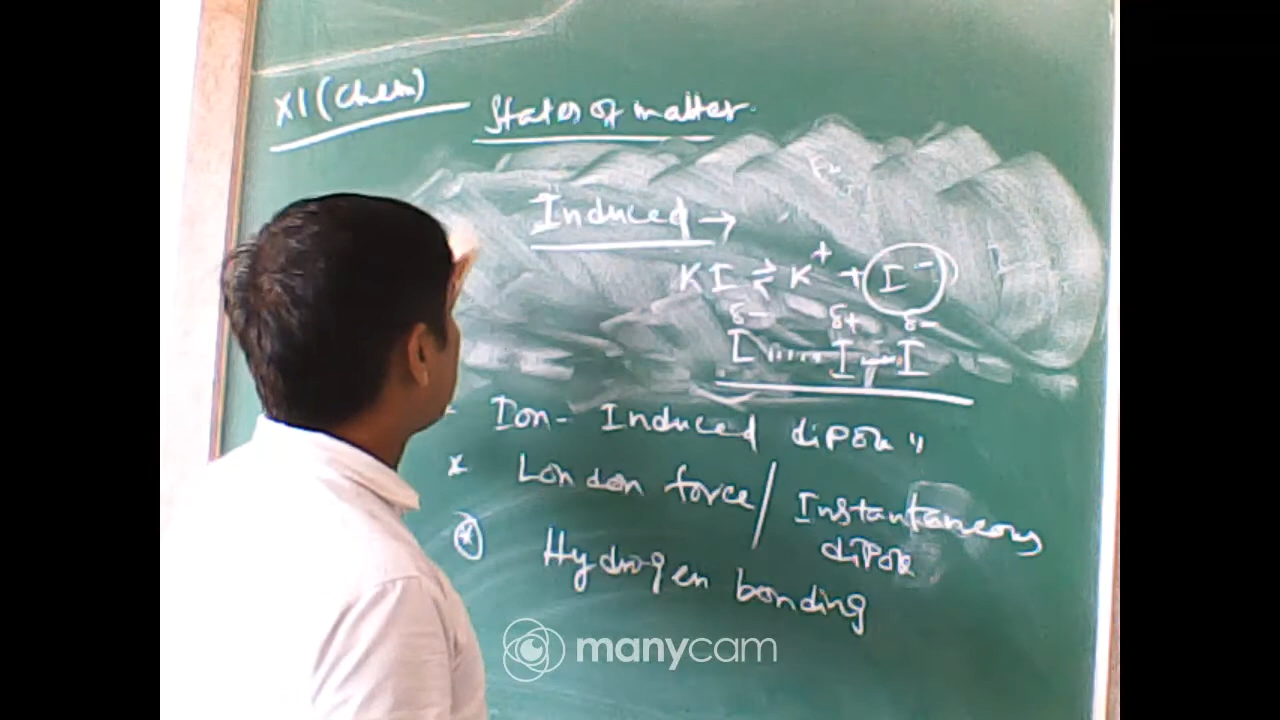 XI (Chem)
States of matter.
Induced →
KI ⇌ K⁺ + I⁻
δ- δ+ δ-
I ..... I — I
Ion- Induced dipole "
* London force / Instantaneous
dipole
* Hydrogen bonding
manycam